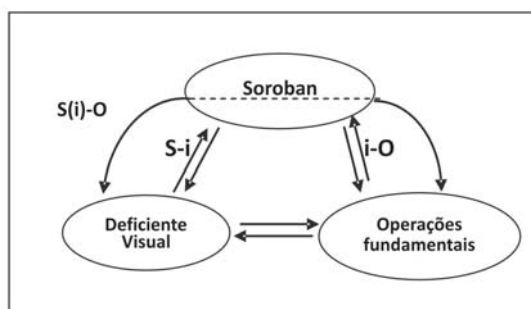 Soroban
S(i)-O
S-i
i-O
Deficiente
Visual
Operações
fundamentais